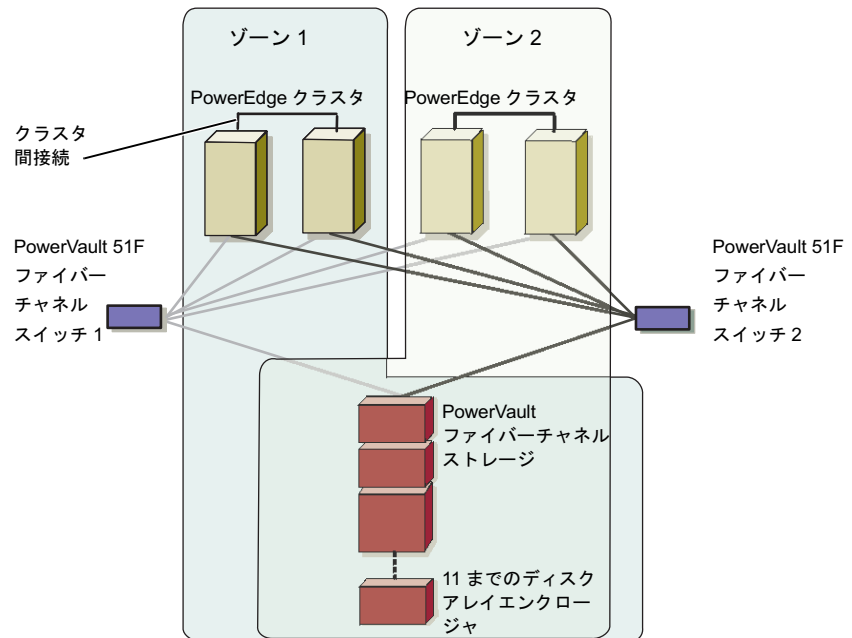 ゾーン 1
ゾーン 2
PowerEdge クラスタ
PowerEdge クラスタ
クラスタ
間接続
PowerVault 51F
ファイバー
チャネル
スイッチ 1
PowerVault 51F
ファイバー
チャネル
スイッチ 2
PowerVault
ファイバーチャネル
ストレージ
11 までのディスク
アレイエンクロー
ジャ